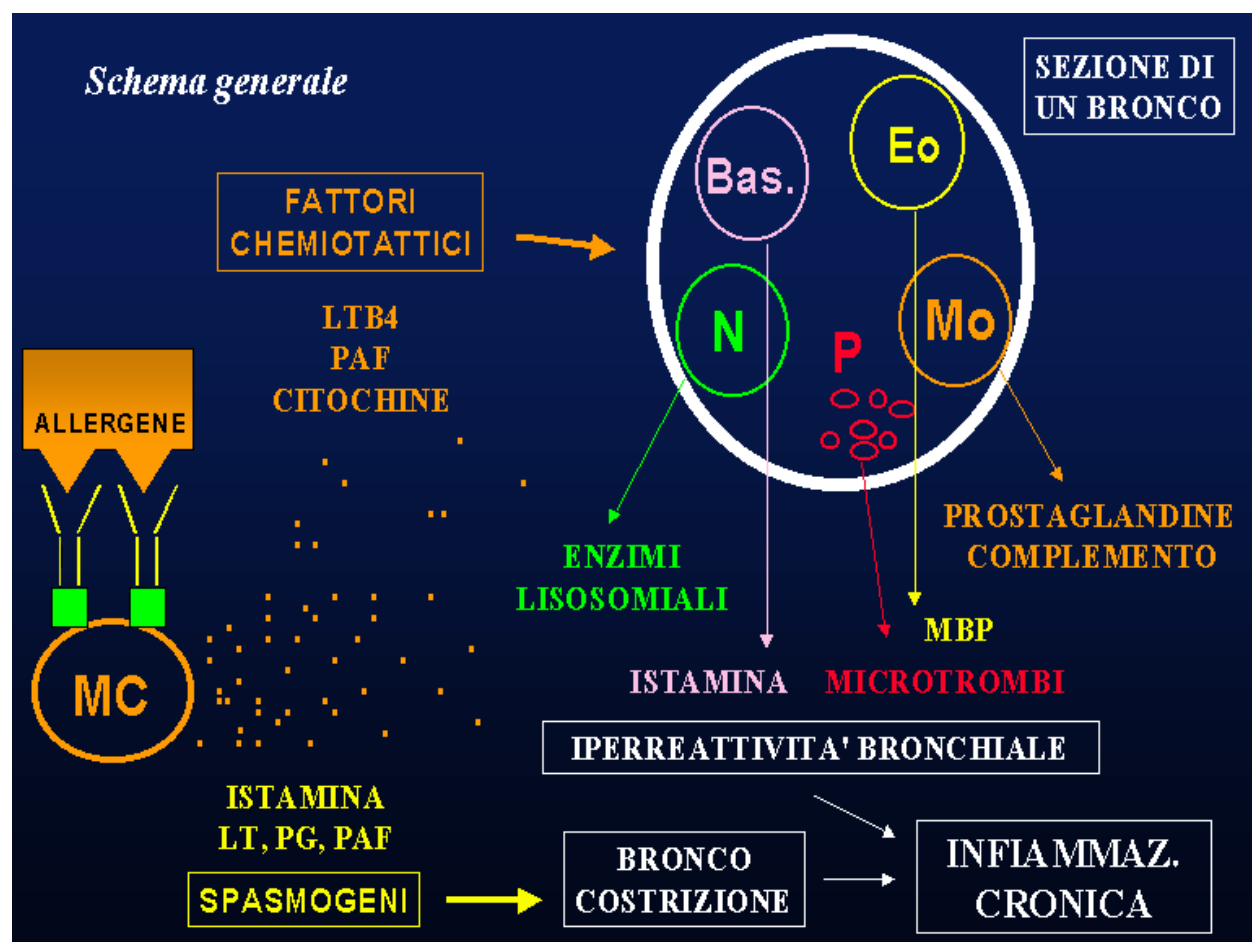 Schema generale
SEZIONE DI
UN BRONCO
FATTORI
CHEMIOTATTICI
LTB4
PAF
CITOCHINE
Bas.
Eo
N
Mo
P
ALLERGENE
MC
ENZIMI
LISOSOMIALI
PROSTAGLANDINE
COMPLEMENTO
MBP
ISTAMINA
MICROTROMBI
IPERREATTIVITA' BRONCHIALE
ISTAMINA
LT, PG, PAF
SPASMOGENI
BRONCO
COSTRIZIONE
INFIAMMAZ.
CRONICA